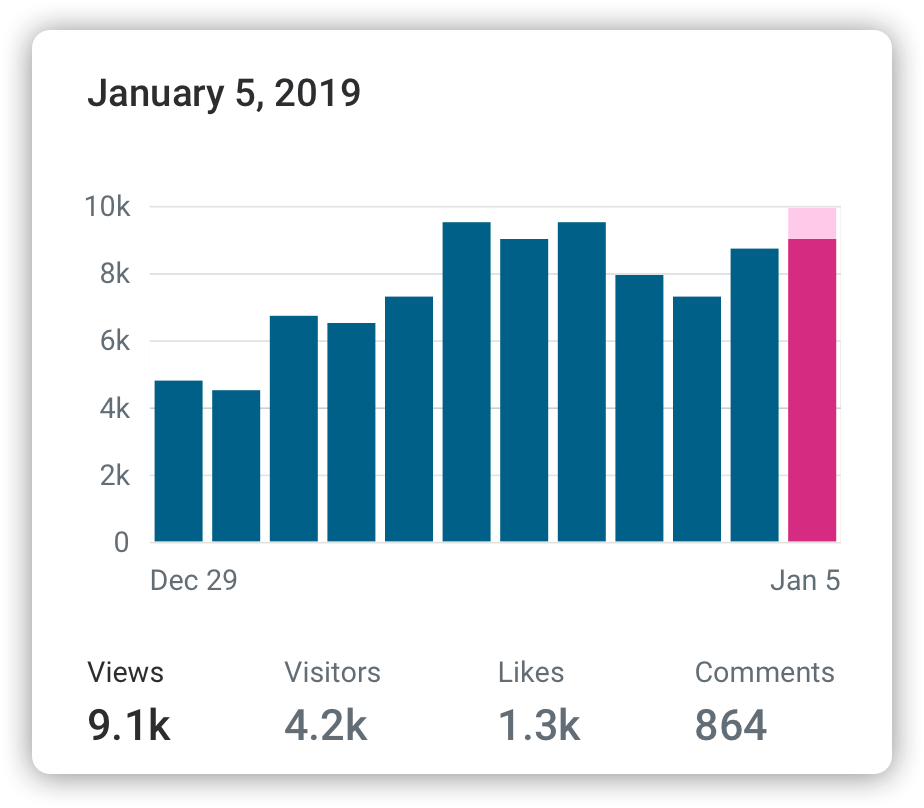 January 5, 2019
10k
8k
6k
4k
2k
0
Dec 29 Jan 5
Views Visitors Likes Comments
9.1k 4.2k 1.3k 864